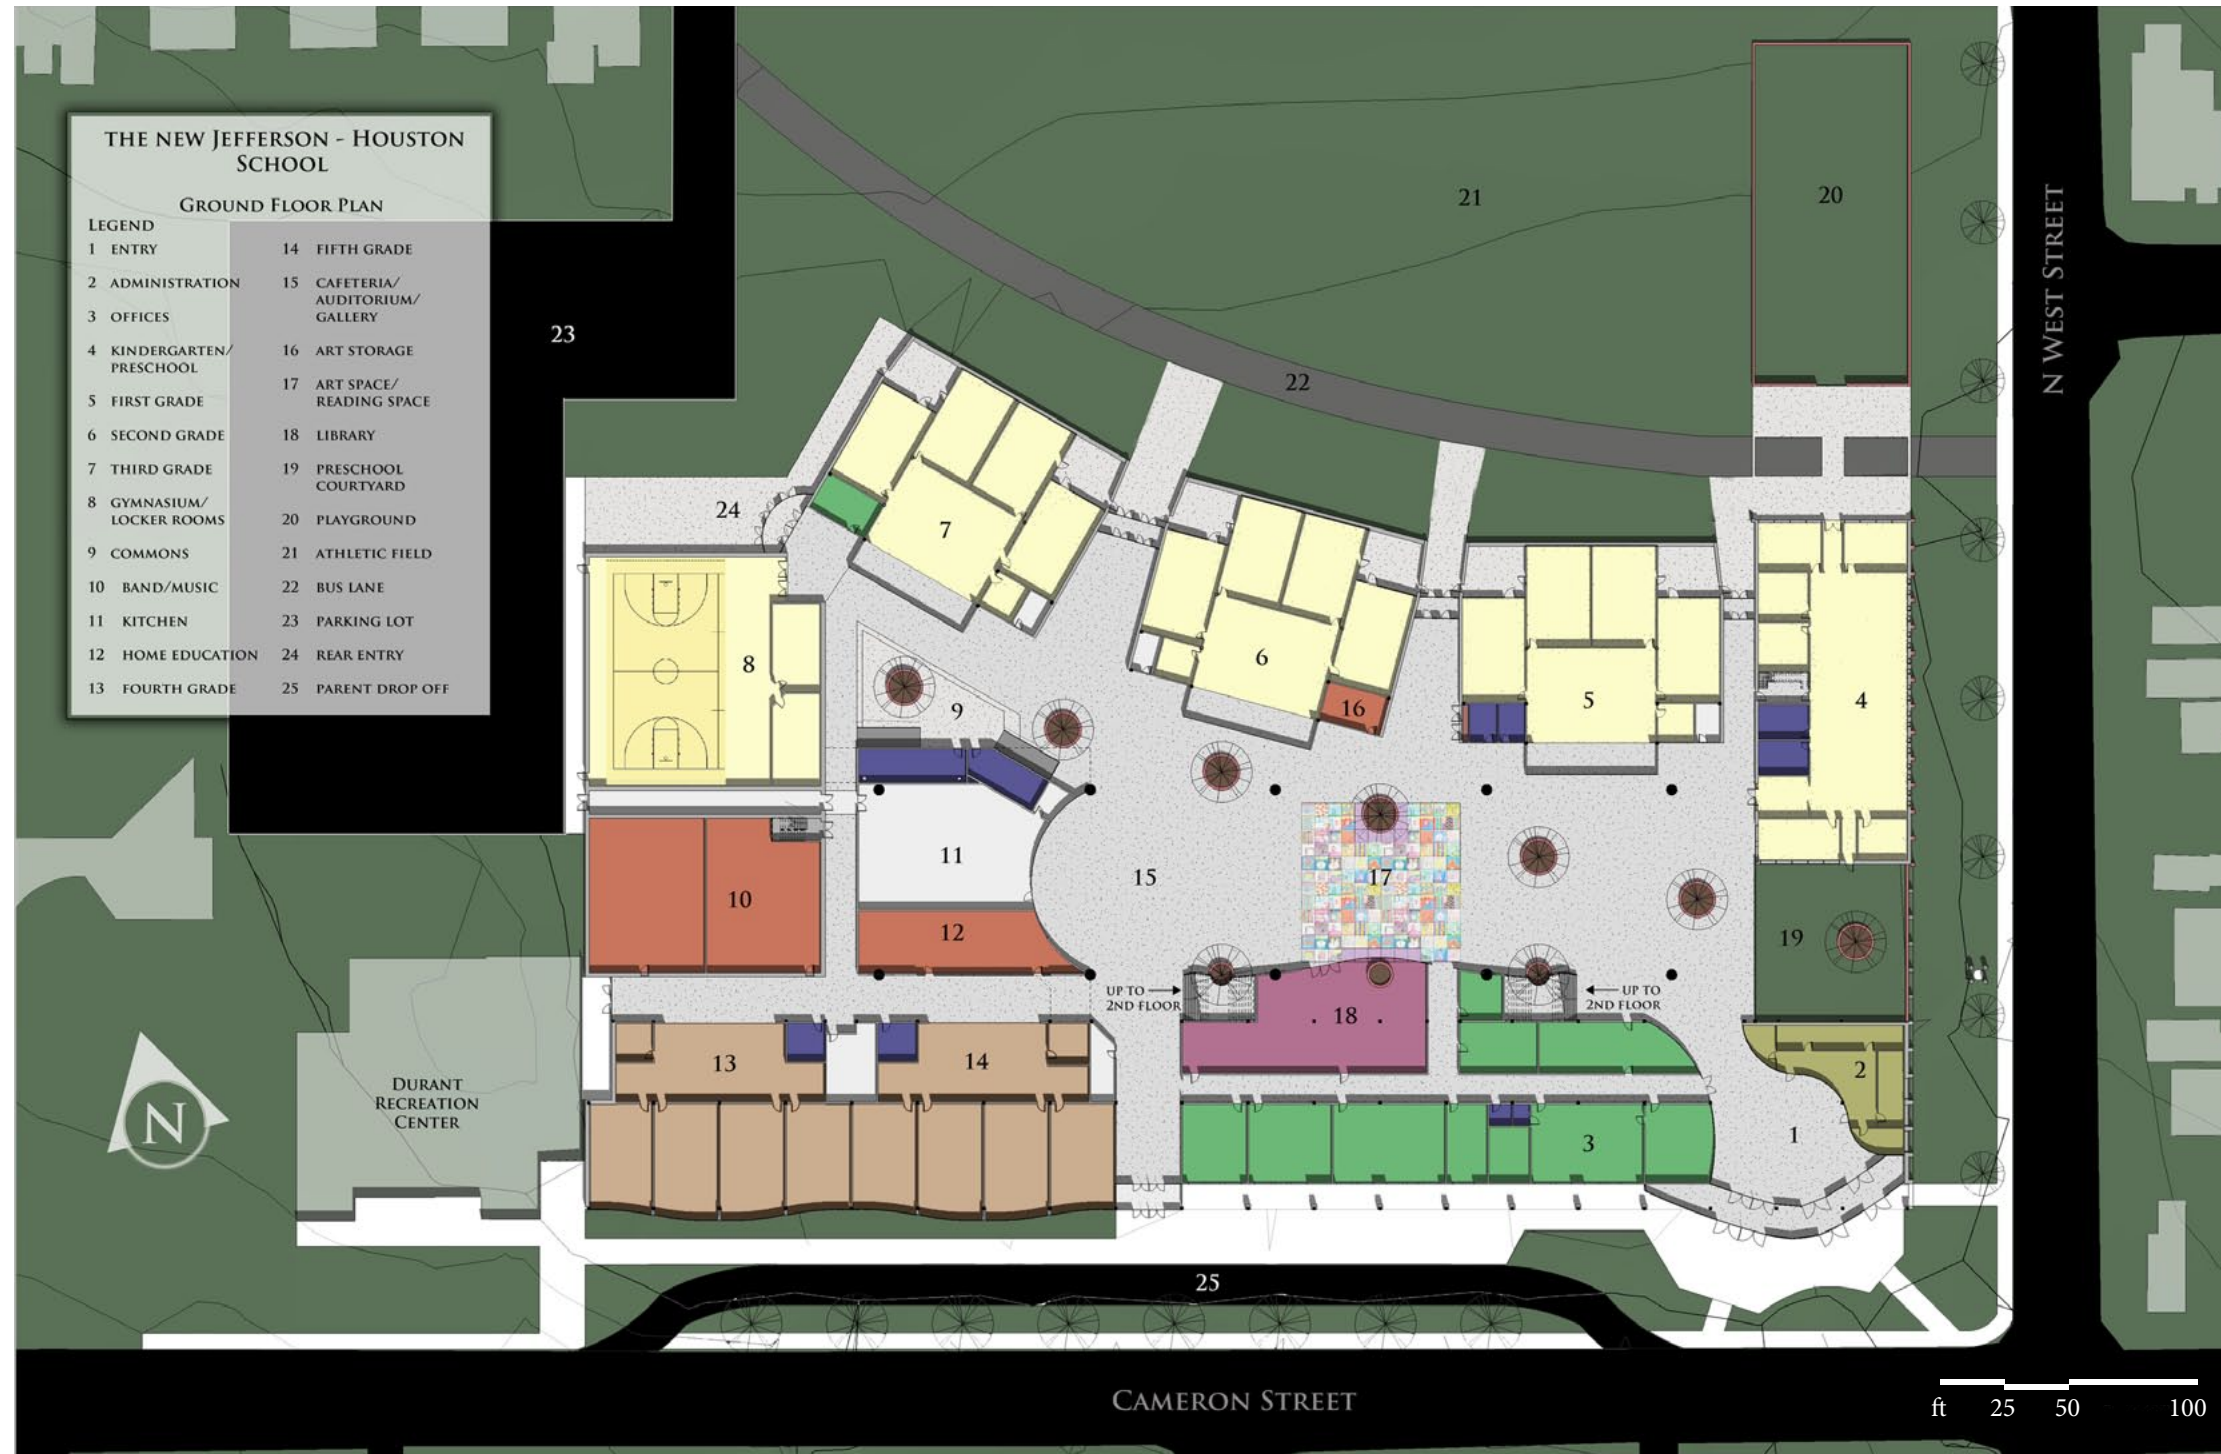 THE NEW JEFFERSON - HOUSTON
SCHOOL
GROUND FLOOR PLAN
LEGEND
1 ENTRY
2 ADMINISTRATION
3 OFFICES
4 KINDERGARTEN/
PRESCHOOL
5 FIRST GRADE
6 SECOND GRADE
7 THIRD GRADE
8 GYMNASIUM/
LOCKER ROOMS
9 COMMONS
10 BAND/MUSIC
11 KITCHEN
12 HOME EDUCATION
13 FOURTH GRADE
14 FIFTH GRADE
15 CAFETERIA/
AUDITORIUM/
GALLERY
16 ART STORAGE
17 ART SPACE/
READING SPACE
18 LIBRARY
19 PRESCHOOL
COURTYARD
20 PLAYGROUND
21 ATHLETIC FIELD
22 BUS LANE
23 PARKING LOT
24 REAR ENTRY
25 PARENT DROP OFF
20
21
N WEST STREET
23
22
24
7
6
8
16
5
4
9
11
15
17
10
12
19
UP TO
2ND FLOOR
UP TO
2ND FLOOR
18
13
14
2
DURANT
RECREATION
CENTER
N
3
1
25
CAMERON STREET
ft 25 50 100